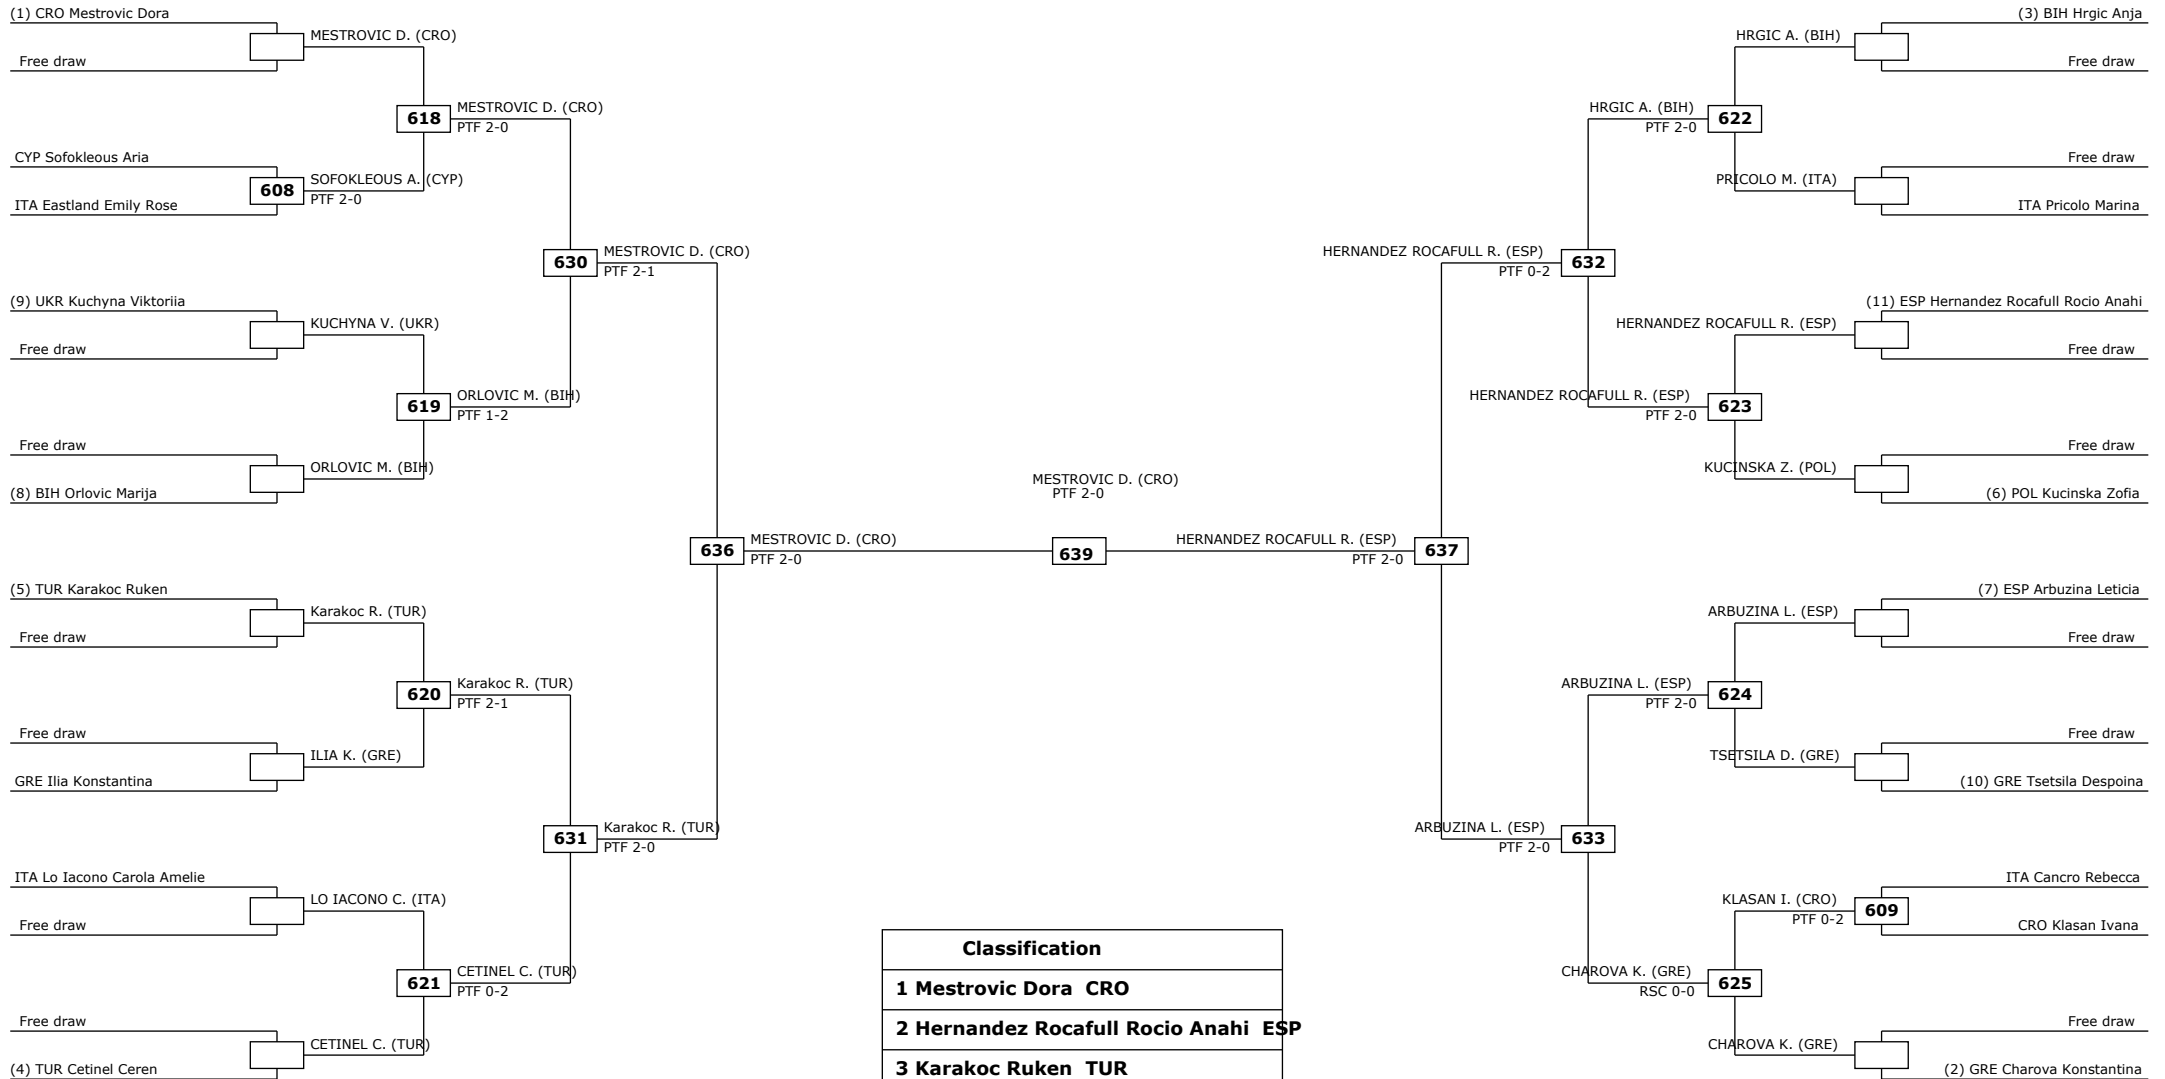 (1) CRO Mestrovic Dora
Free draw
MESTROVIC D. (CRO)
618
MESTROVIC D. (CRO)
PTF 2-0
CYP Sofokleous Aria
608
SOFOKLEOUS A. (CYP)
PTF 2-0
ITA Eastland Emily Rose
630
MESTROVIC D. (CRO)
PTF 2-1
(9) UKR Kuchyna Viktoriia
KUCHYNA V. (UKR)
Free draw
619
ORLOVIC M. (BIH)
PTF 1-2
Free draw
ORLOVIC M. (BIH)
(8) BIH Orlovic Marija
636
MESTROVIC D. (CRO)
PTF 2-0
(5) TUR Karakoc Ruken
Karakoc R. (TUR)
Free draw
620
Karakoc R. (TUR)
PTF 2-1
Free draw
ILIA K. (GRE)
GRE Ilia Konstantina
631
Karakoc R. (TUR)
PTF 2-0
ITA Lo Iacono Carola Amelie
LO IACONO C. (ITA)
Free draw
621
CETINEL C. (TUR)
PTF 0-2
Free draw
CETINEL C. (TUR)
(4) TUR Cetinel Ceren
MESTROVIC D. (CRO)
PTF 2-0
639
(3) BIH Hrgic Anja
HRGIC A. (BIH)
Free draw
HRGIC A. (BIH)
PTF 2-0
622
Free draw
PRICOLO M. (ITA)
ITA Pricolo Marina
HERNANDEZ ROCAFULL R. (ESP)
PTF 0-2
632
(11) ESP Hernandez Rocafull Rocio Anahi
HERNANDEZ ROCAFULL R. (ESP)
Free draw
HERNANDEZ ROCAFULL R. (ESP)
PTF 2-0
623
Free draw
KUCINSKA Z. (POL)
(6) POL Kucinska Zofia
HERNANDEZ ROCAFULL R. (ESP)
PTF 2-0
637
(7) ESP Arbuzina Leticia
ARBUZINA L. (ESP)
Free draw
ARBUZINA L. (ESP)
PTF 2-0
624
Free draw
TSETSILA D. (GRE)
(10) GRE Tsetsila Despoina
ARBUZINA L. (ESP)
PTF 2-0
633
ITA Cancro Rebecca
KLASAN I. (CRO)
PTF 0-2
609
CRO Klasan Ivana
CHAROVA K. (GRE)
RSC 0-0
625
Free draw
CHAROVA K. (GRE)
(2) GRE Charova Konstantina
Classification
1 Mestrovic Dora CRO
2 Hernandez Rocafull Rocio Anahi ESP
3 Karakoc Ruken TUR